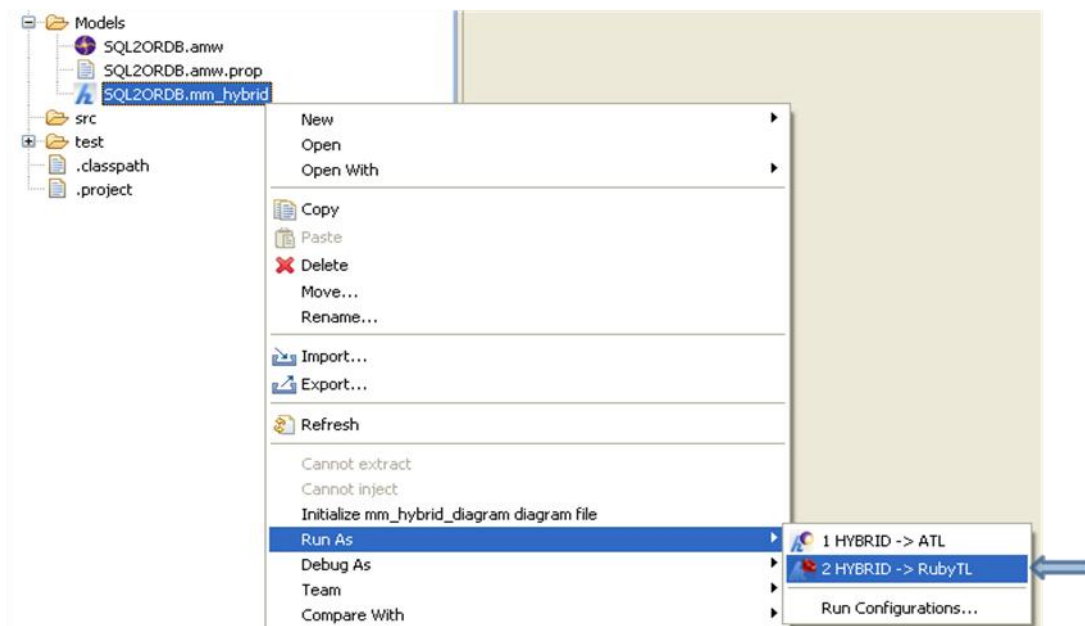 Models
SQL2ORDB.amw
SQL2ORDB.amw.prop
SQL2ORDB.mm_hybrid
src
test
.classpath
.project
New
Open
Open With
Copy
Paste
Delete
Move...
Rename...
Import...
Export...
Refresh
Cannot extract
Cannot inject
Initialize mm_hybrid_diagram diagram file
Run As
Debug As
Team
Compare With
1 HYBRID -> ATL
2 HYBRID -> RubyTL
Run Configurations...